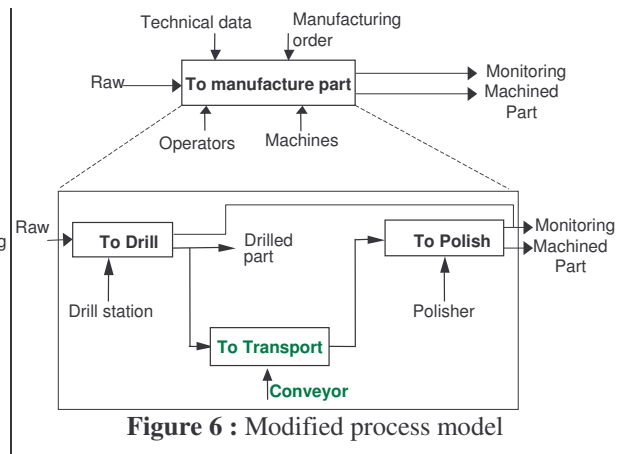 Technical data
Manufacturing
order
Raw
To manufacture part
Monitoring
Machined
Part
Operators
Machines
g
Raw
To Drill
Drilled
part
To Polish
Monitoring
Machined
Part
Drill station
Polisher
To Transport
Conveyor
Figure 6 : Modified process model